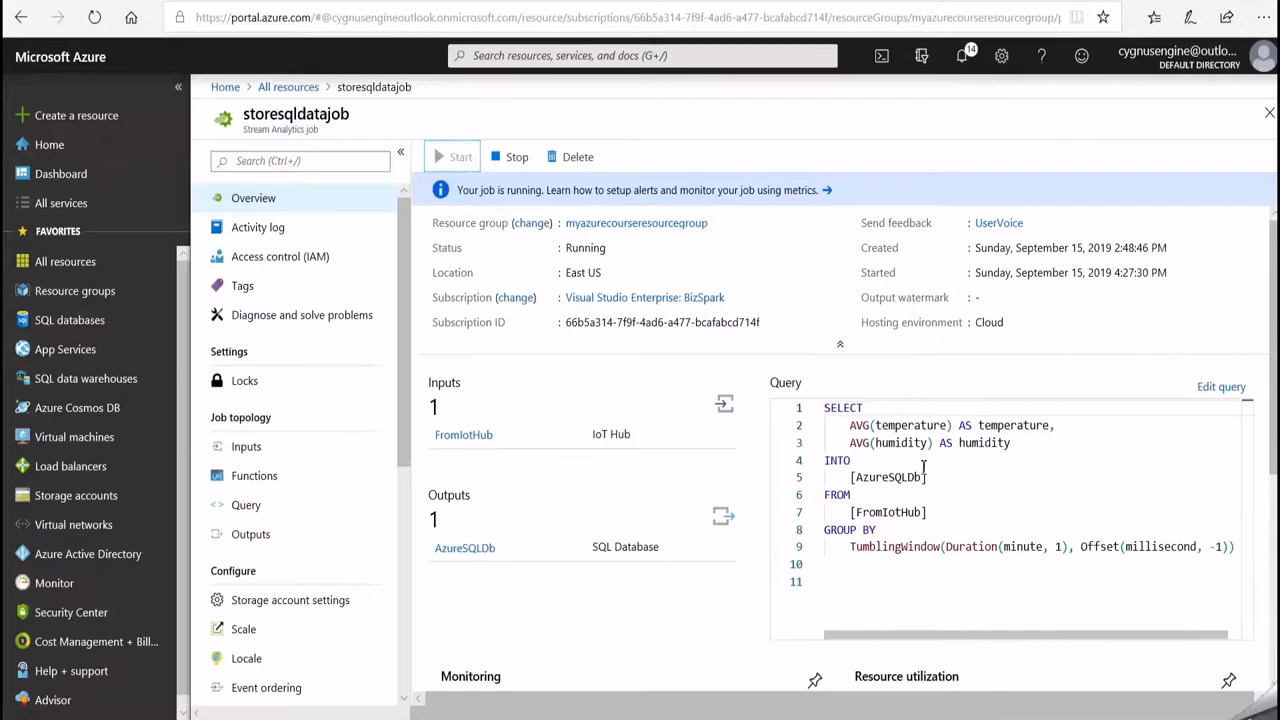 https://portal.azure.com/#@cygnusengineoutlook.onmicrosoft.com/resource/subscriptions/66b5a314-7f9f-4ad6-a477-bcafabcd714f/resourceGroups/myazurecourseresourcegroup/
Microsoft Azure
Search resources, services, and docs (G+/)
14
cygnusengine@outlo...
DEFAULT DIRECTORY
«
Create a resource
Home
Dashboard
All services
FAVORITES
All resources
Resource groups
SQL databases
App Services
SQL data warehouses
Azure Cosmos DB
Virtual machines
Load balancers
Storage accounts
Virtual networks
Azure Active Directory
Monitor
Security Center
Cost Management + Bill...
Help + support
Advisor
Home
All resources
storesqldatajob
storesqldatajob
Stream Analytics job
Search (Ctrl+/)
«
Overview
Activity log
Access control (IAM)
Tags
Diagnose and solve problems
Settings
Locks
Job topology
Inputs
Functions
Query
Outputs
Configure
Storage account settings
Scale
Locale
Event ordering
Start
Stop
Delete
Your job is running. Learn how to setup alerts and monitor your job using metrics.
Resource group (change) : myazurecourseresourcegroup
Status : Running
Location : East US
Subscription (change) : Visual Studio Enterprise: BizSpark
Subscription ID : 66b5a314-7f9f-4ad6-a477-bcafabcd714f
Send feedback : UserVoice
Created : Sunday, September 15, 2019 2:48:46 PM
Started : Sunday, September 15, 2019 4:27:30 PM
Output watermark : -
Hosting environment : Cloud
Inputs
1
FromIotHub IoT Hub
Outputs
1
AzureSQLDb SQL Database
Query
Edit query
1 SELECT
2 AVG(temperature) AS temperature,
3 AVG(humidity) AS humidity
4 INTO
5 [AzureSQLDb]
6 FROM
7 [FromIotHub]
8 GROUP BY
9 TumblingWindow(Duration(minute, 1), Offset(millisecond, -1))
10
11
Monitoring
Resource utilization